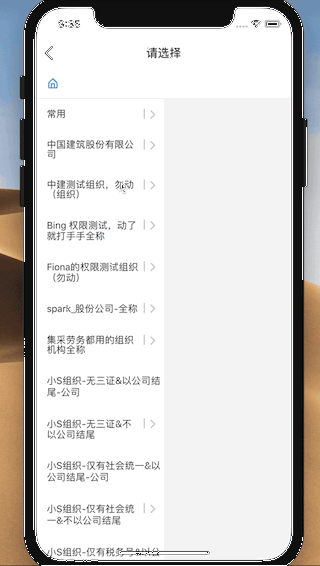 9:35
请选择
常用
中国建筑股份有限公
司
中建测试组织，勿动
（组织）
Bing 权限测试，动了
就打手手全称
Fiona的权限测试组织
（勿动）
spark_股份公司-全称
集采劳务都用的组织
机构全称
小S组织-无三证&以公司结
尾-公司
小S组织-无三证&不
以公司结尾
小S组织-仅有社会统一&以
公司结尾-公司
小S组织-仅有社会统
一&不以公司结尾
小S组织-仅有税务号&以公